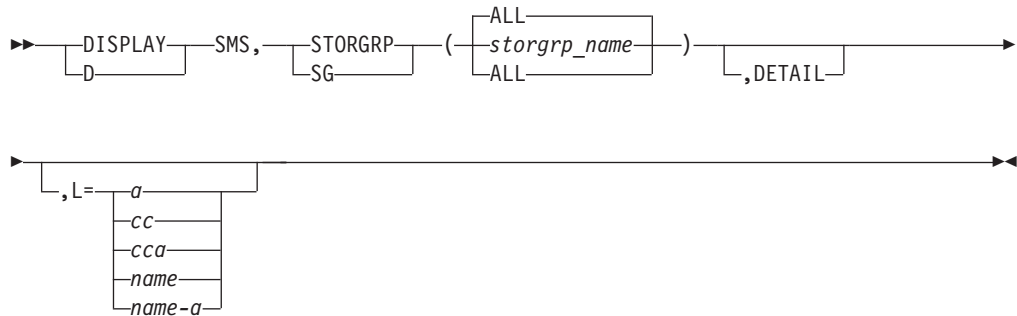 ALL
DISPLAY SMS, STORGRP ( storgrp_name )
D SG ALL ,DETAIL
,L= a
cc
cca
name
name-a